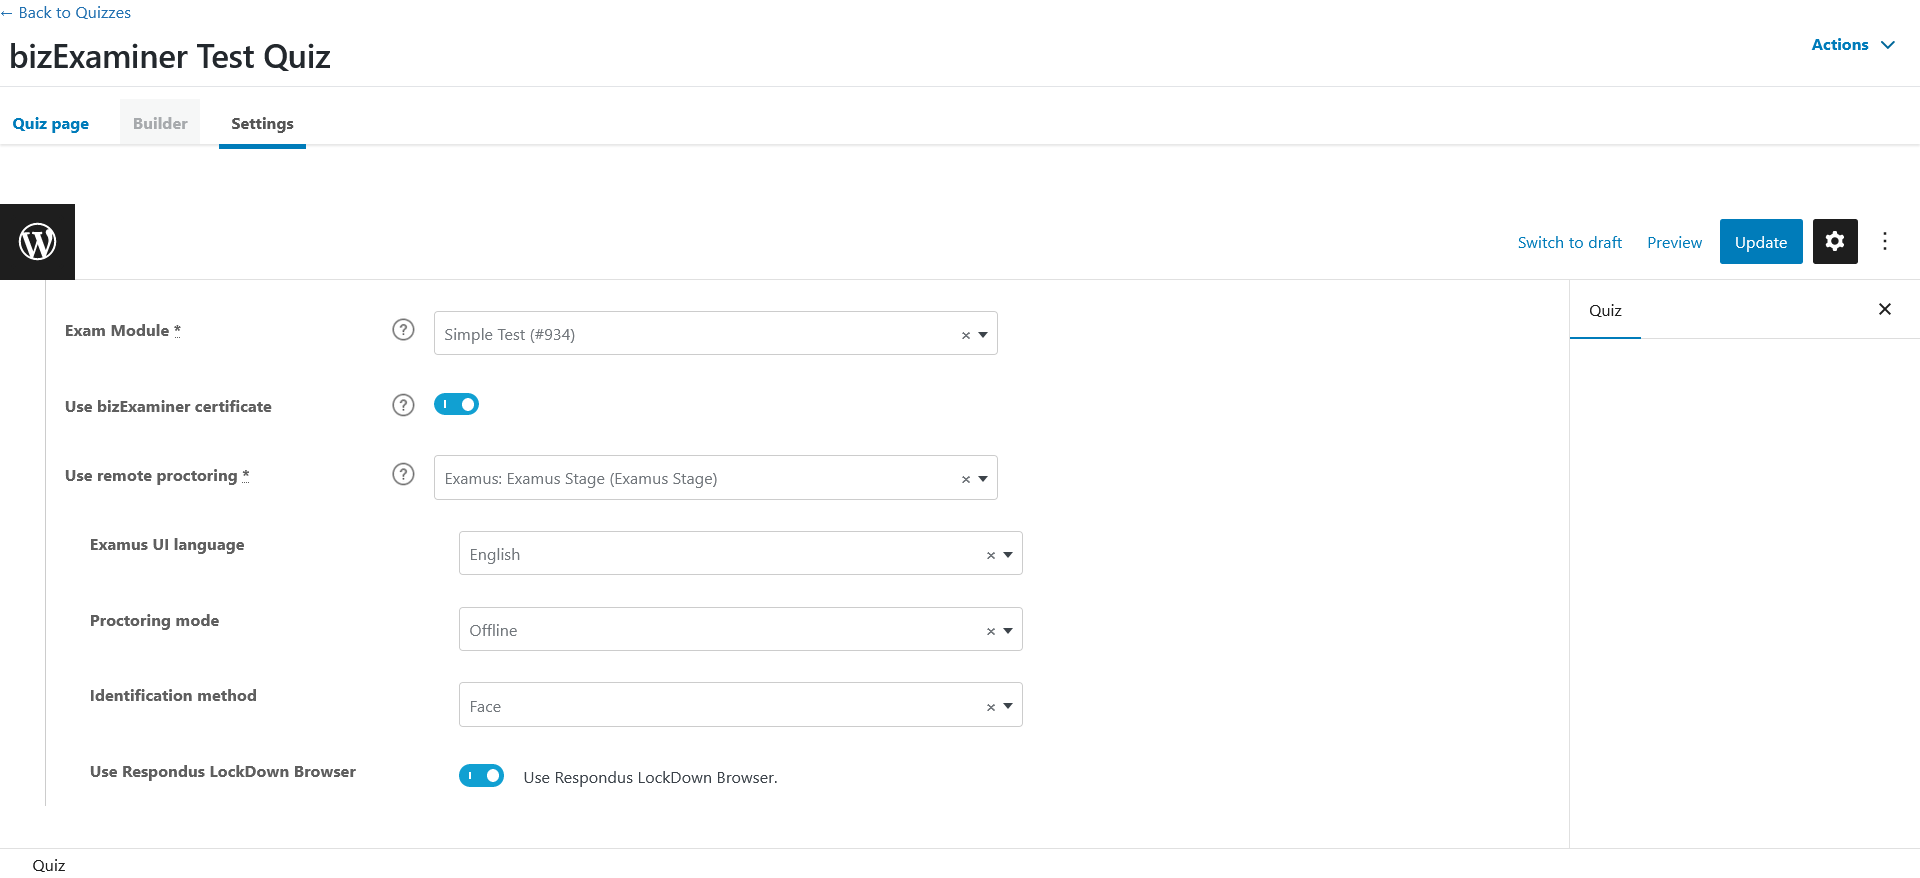 ← Back to Quizzes
bizExaminer Test Quiz
Actions
Quiz page
Builder
Settings
Switch to draft
Preview
Update
Quiz
Exam Module *
Simple Test (#934)
Use bizExaminer certificate
Use remote proctoring *
Examus: Examus Stage (Examus Stage)
Examus UI language
English
Proctoring mode
Offline
Identification method
Face
Use Respondus LockDown Browser
Use Respondus LockDown Browser.
Quiz